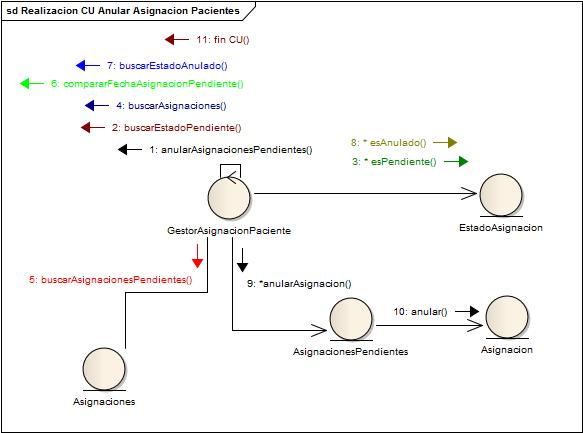 sd Realizacion CU Anular Asignacion Pacientes
11: fin CU()
7: buscarEstadoAnulado()
6: compararFechaAsignacionPendiente()
4: buscarAsignaciones()
2: buscarEstadoPendiente()
8: * esAnulado()
1: anularAsignacionesPendientes()
3: * esPendiente()
GestorAsignacionPaciente
EstadoAsignacion
5: buscarAsignacionesPendientes()
9: *anularAsignacion()
10: anular()
AsignacionesPendientes
Asignacion
Asignaciones